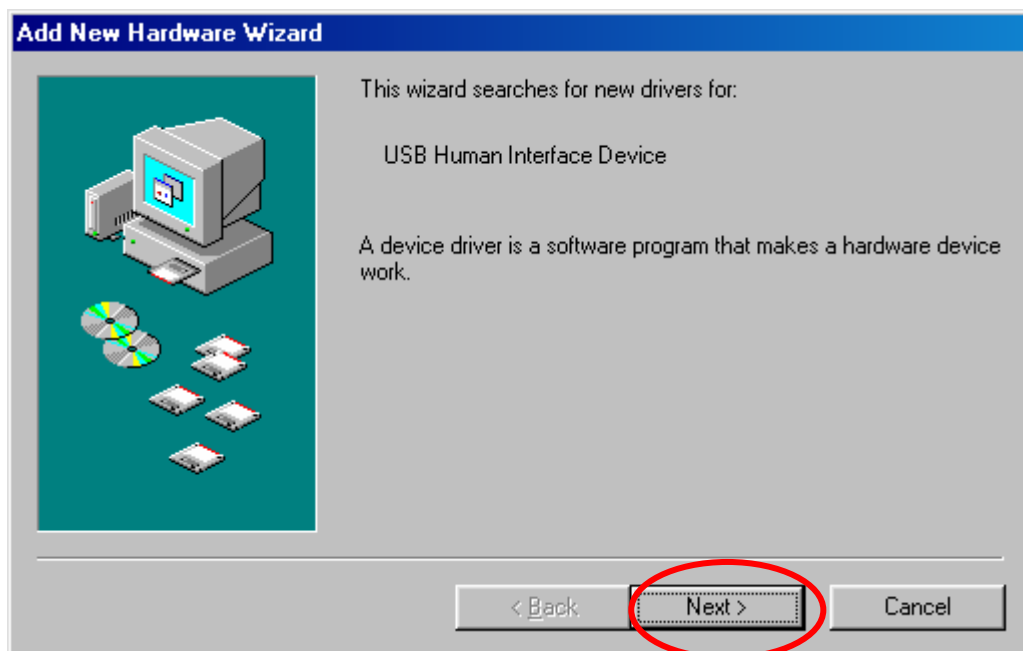 Add New Hardware Wizard
This wizard searches for new drivers for:
USB Human Interface Device
A device driver is a software program that makes a hardware device
work.
< Back
Next >
Cancel